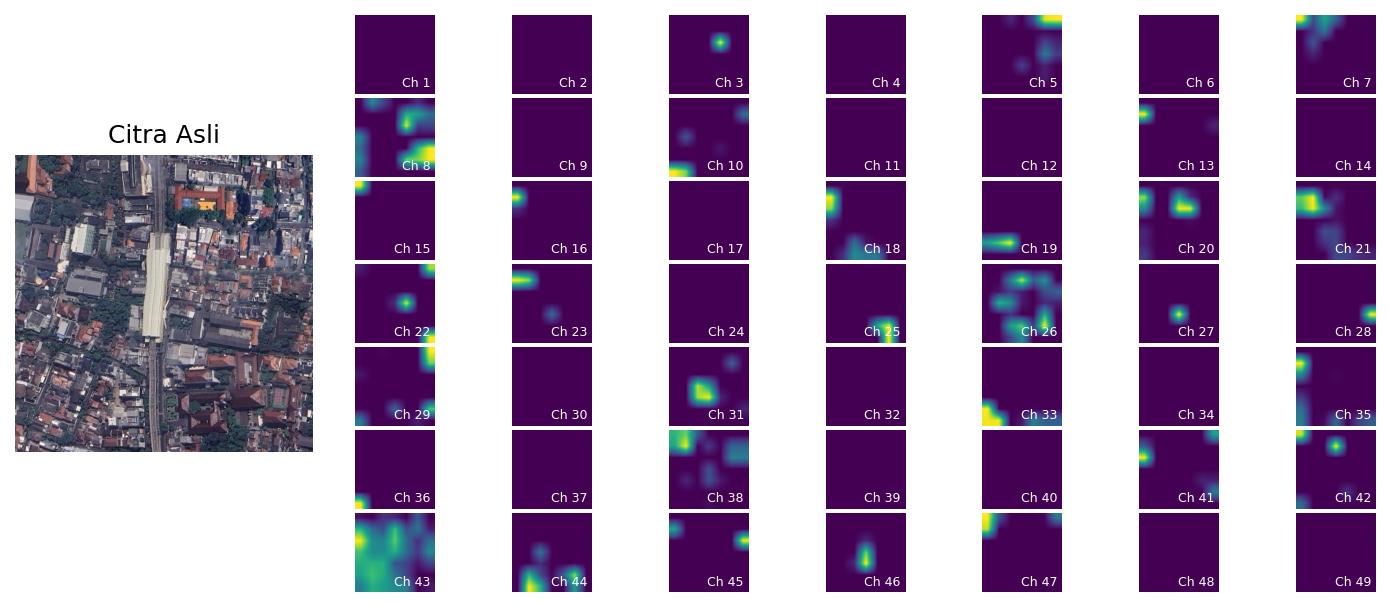 Citra Asli
Ch 1
Ch 2
Ch 3
Ch 4
Ch 5
Ch 6
Ch 7
Ch 8
Ch 9
Ch 10
Ch 11
Ch 12
Ch 13
Ch 14
Ch 15
Ch 16
Ch 17
Ch 18
Ch 19
Ch 20
Ch 21
Ch 22
Ch 23
Ch 24
Ch 25
Ch 26
Ch 27
Ch 28
Ch 29
Ch 30
Ch 31
Ch 32
Ch 33
Ch 34
Ch 35
Ch 36
Ch 37
Ch 38
Ch 39
Ch 40
Ch 41
Ch 42
Ch 43
Ch 44
Ch 45
Ch 46
Ch 47
Ch 48
Ch 49